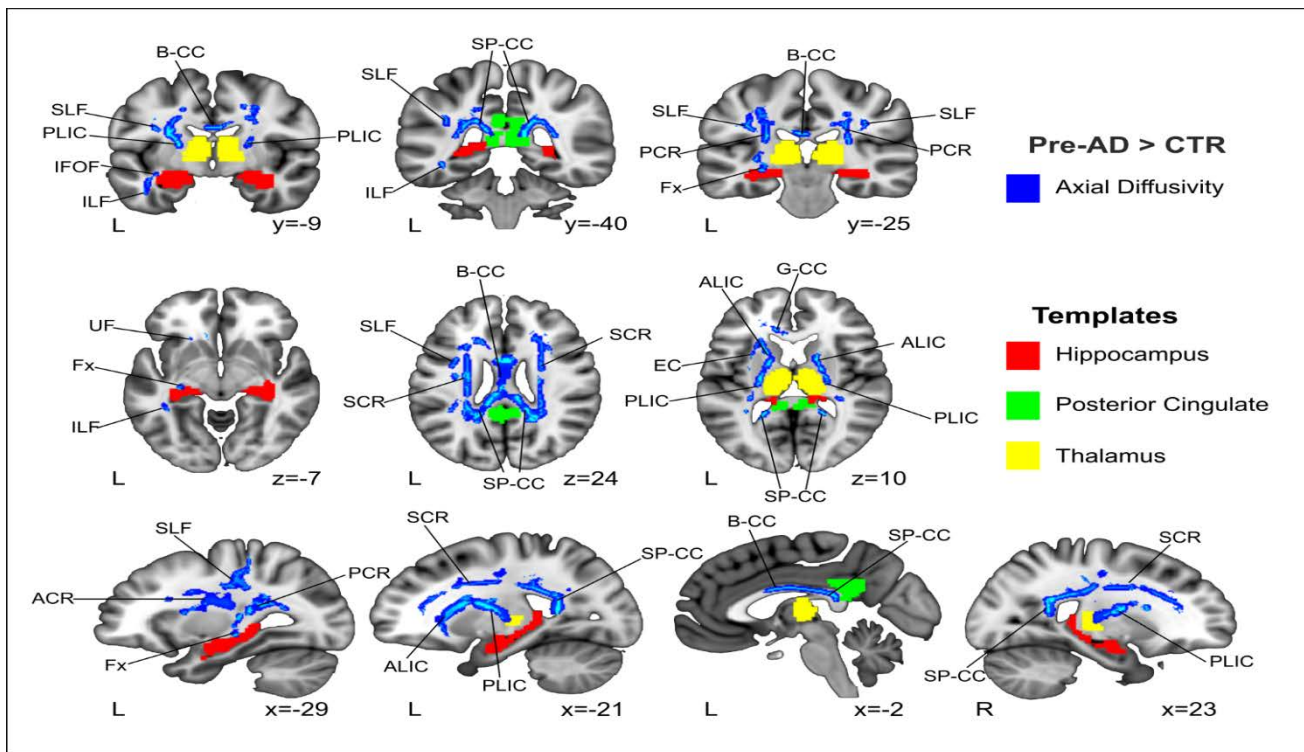 B-CC
SLF
PLIC
IFOF
ILF
PLIC
L
y=-9
SP-CC
SLF
ILF
L
y=-40
B-CC
SLF
SLF
PCR
PCR
Fx
L
y=-25
Pre-AD > CTR
Axial Diffusivity
UF
Fx
ILF
L
z=-7
B-CC
SLF
SCR
SCR
SP-CC
L
z=24
G-CC
ALIC
ALIC
EC
PLIC
PLIC
SP-CC
L
z=10
Templates
Hippocampus
Posterior Cingulate
Thalamus
SLF
PCR
ACR
Fx
L
x=-29
SCR
SP-CC
ALIC
PLIC
L
x=-21
B-CC
SP-CC
L
x=-2
SCR
SP-CC
PLIC
R
x=23